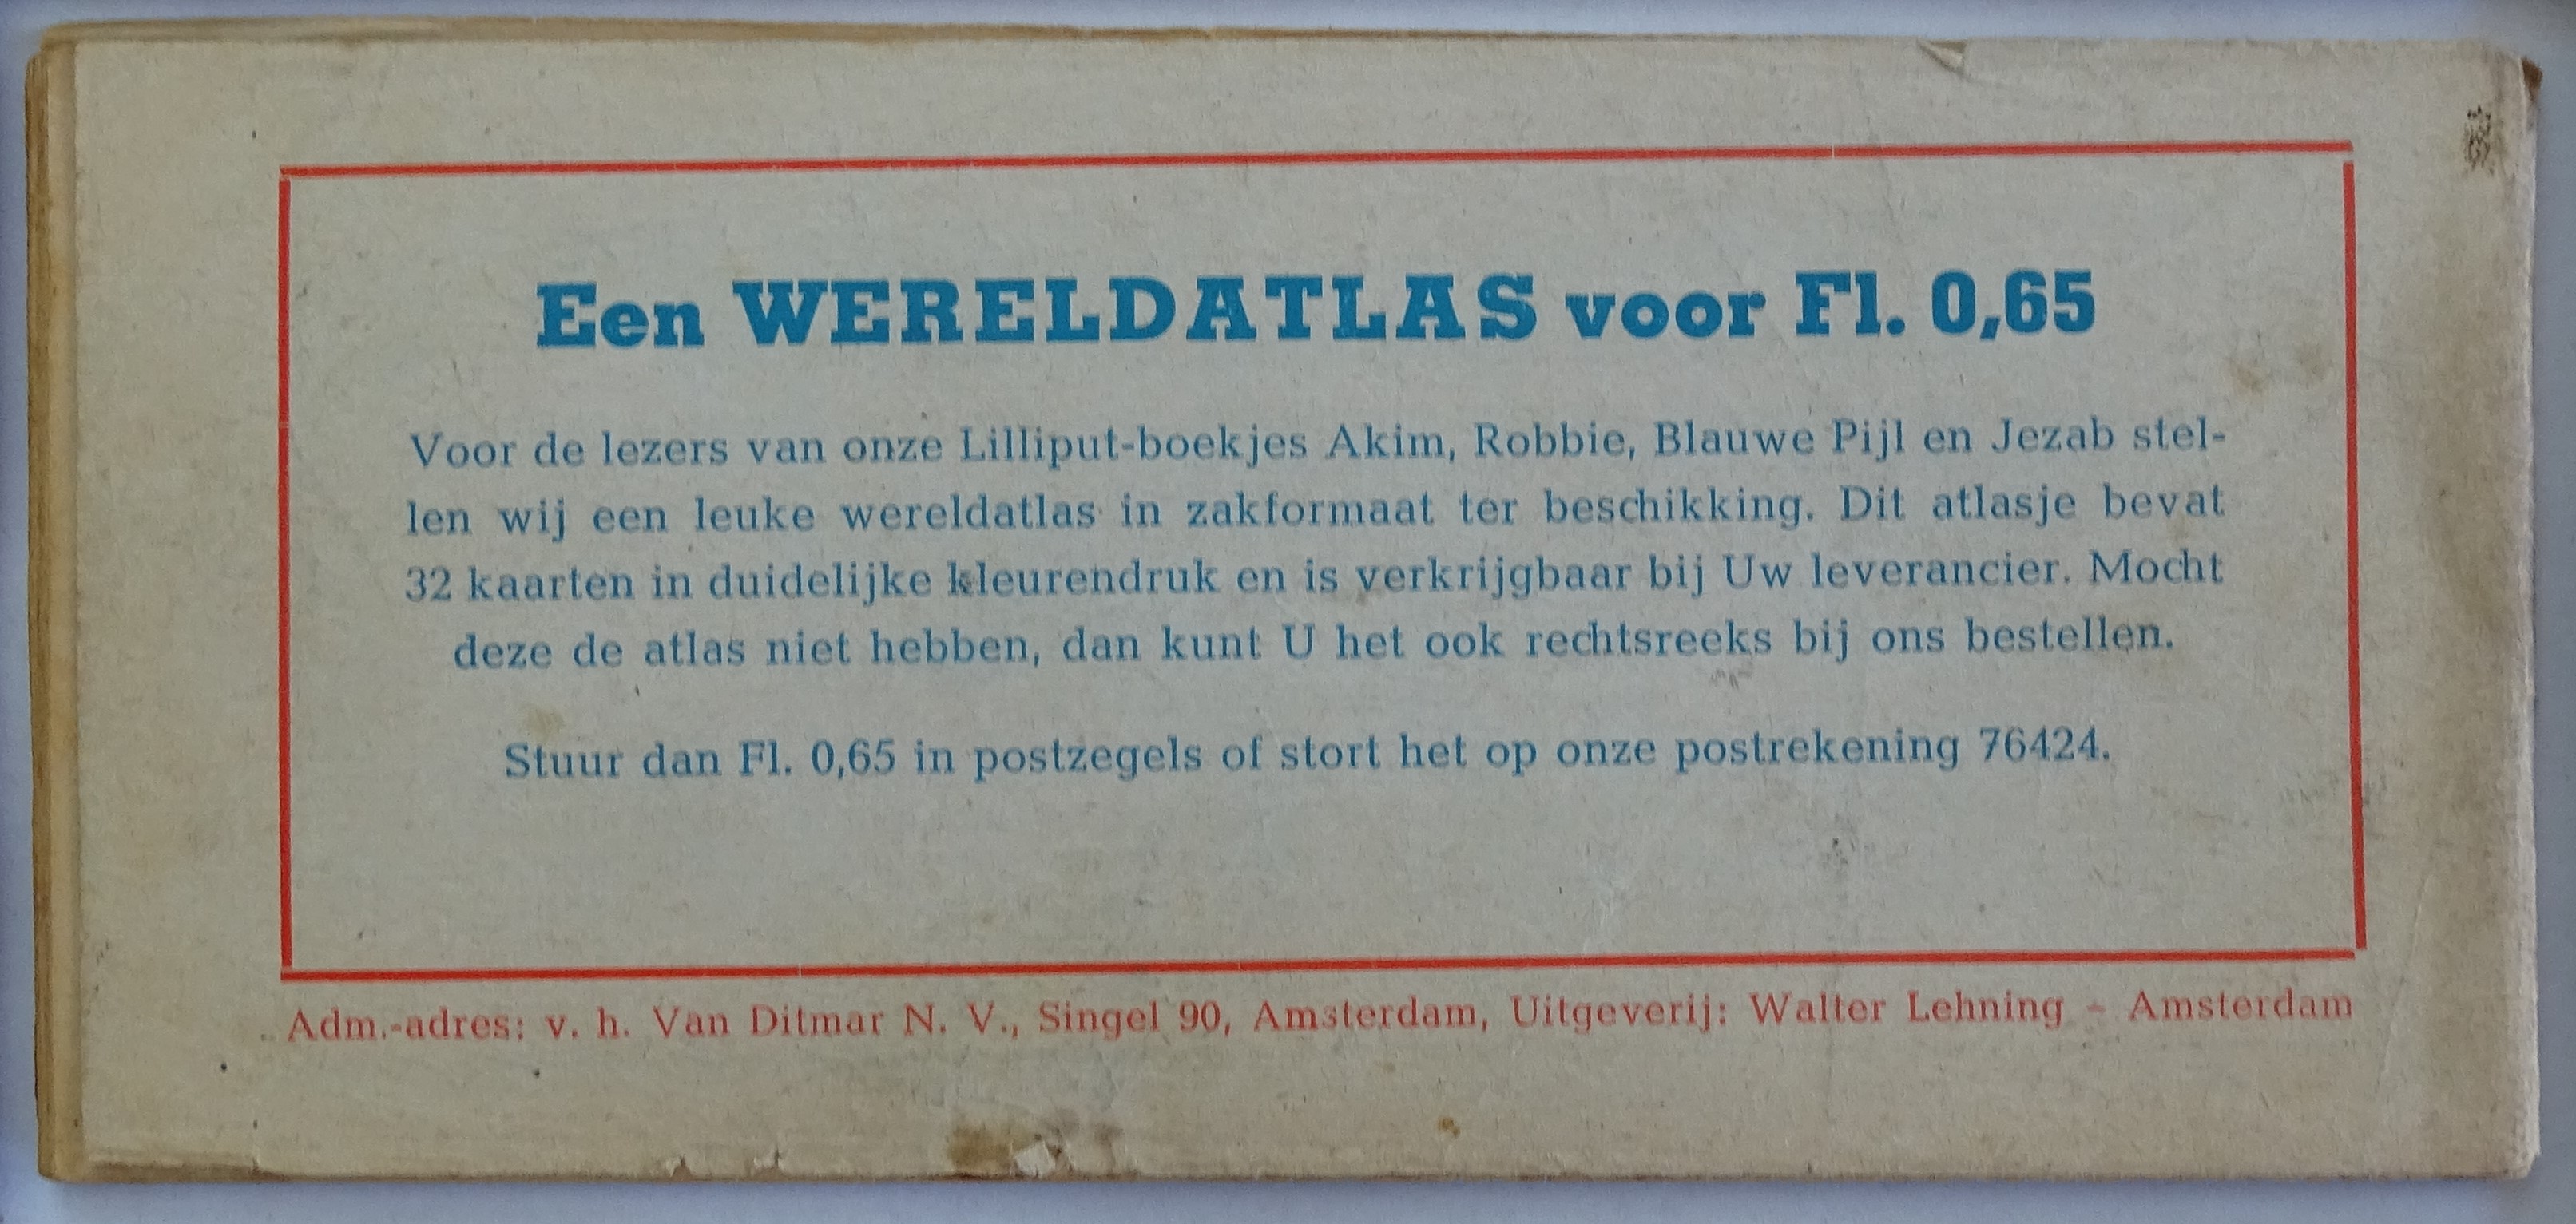 Een WERELDATLAS voor Fl. 0,65
Voor de lezers van onze Lilliput-boekjes Akim, Robbie, Blauwe Pijl en Jezab stel-
len wij een leuke wereldatlas in zakformaat ter beschikking. Dit atlasje bevat
32 kaarten in duidelijke kleurendruk en is verkrijgbaar bij Uw leverancier. Mocht
deze de atlas niet hebben, dan kunt U het ook rechtsreeks bij ons bestellen.
Stuur dan Fl. 0,65 in postzegels of stort het op onze postrekening 76424.
Adm.-adres: v. h. Van Ditmar N. V., Singel 90, Amsterdam, Uitgeverij: Walter Lehning - Amsterdam